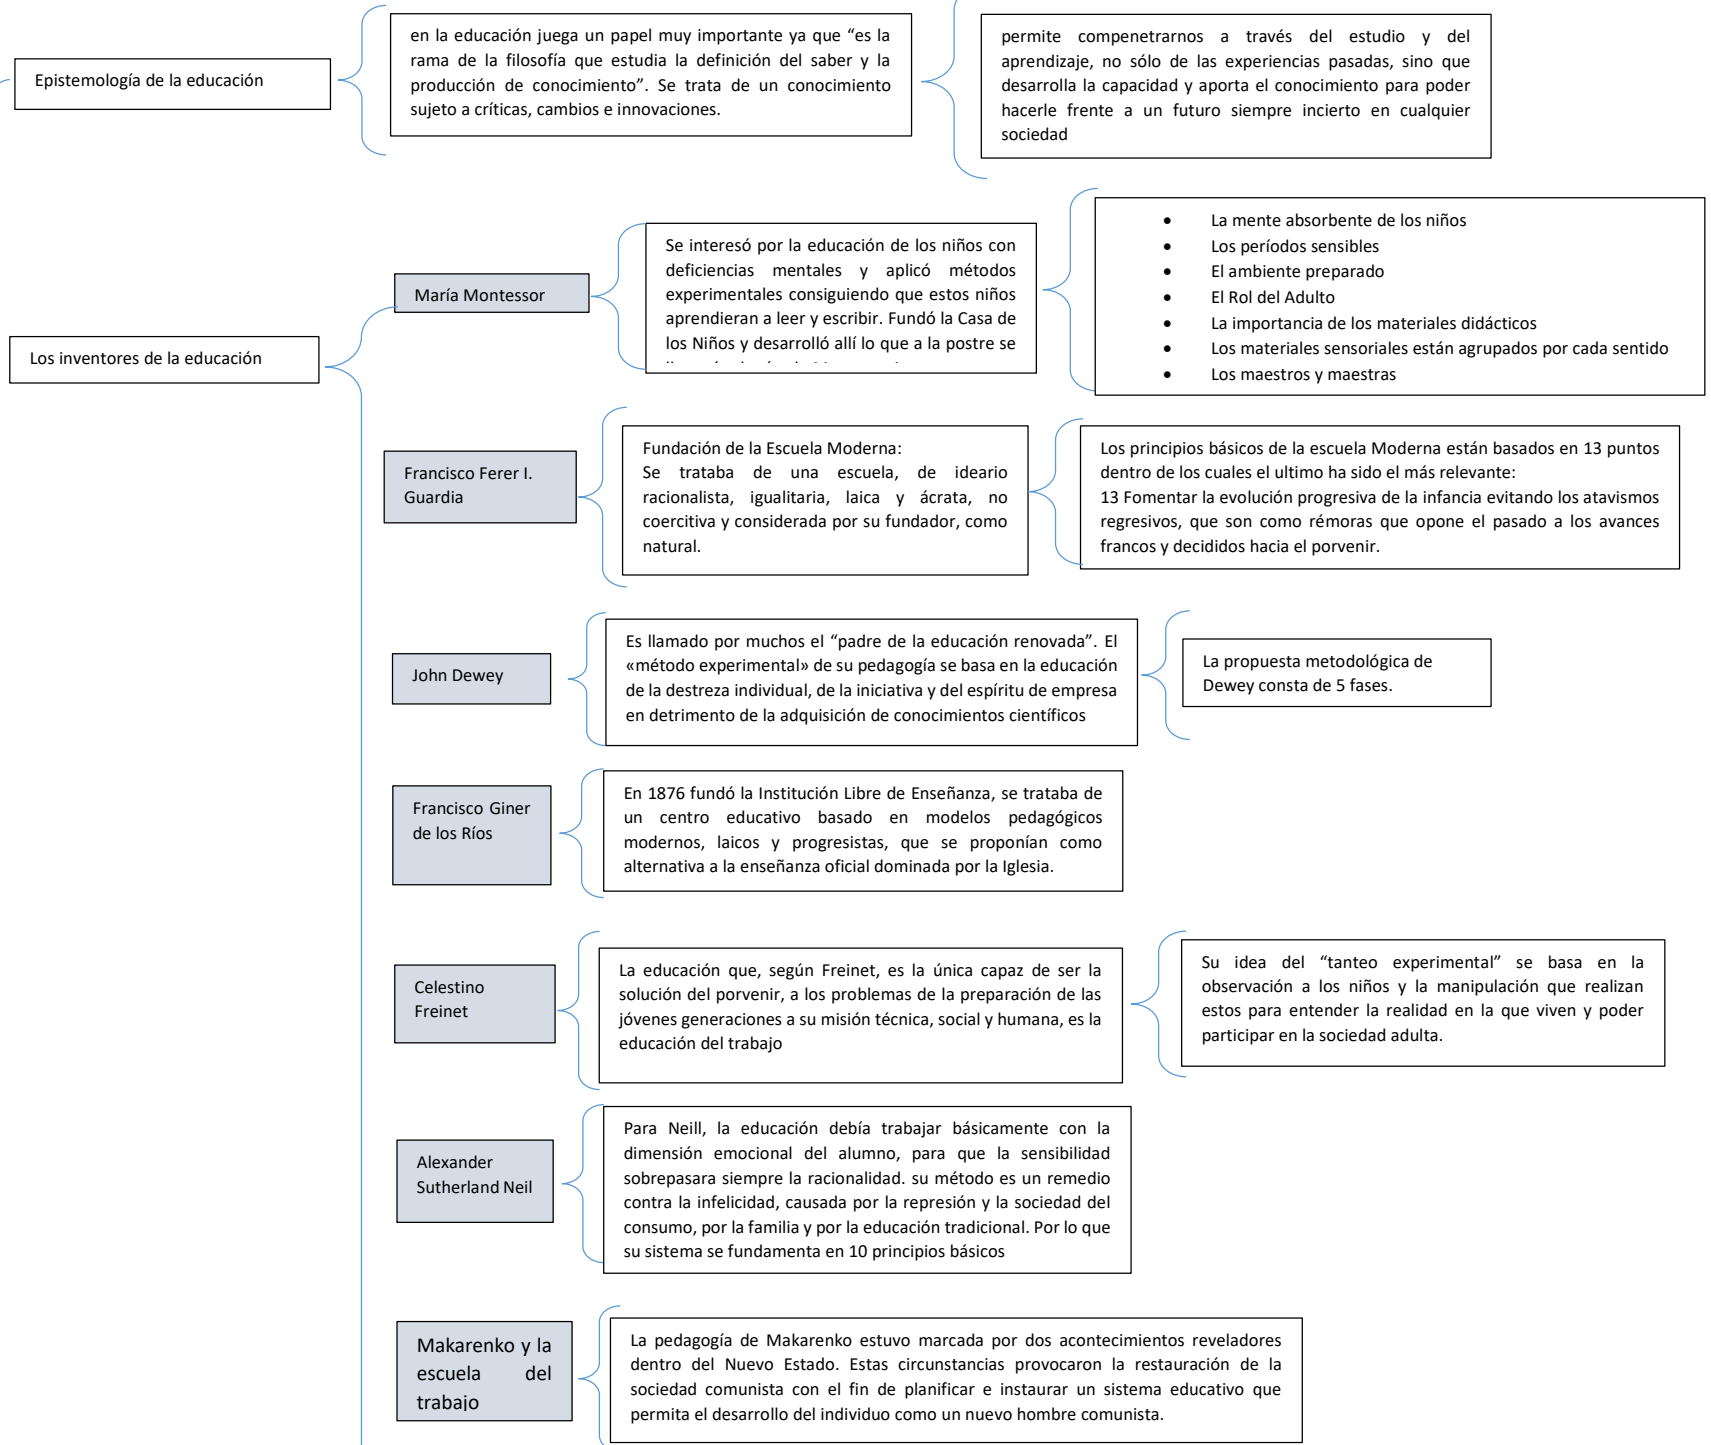 Epistemología de la educación
en la educación juega un papel muy importante ya que “es la
rama de la filosofía que estudia la definición del saber y la
producción de conocimiento”. Se trata de un conocimiento
sujeto a críticas, cambios e innovaciones.
permite compenetrarnos a través del estudio y del
aprendizaje, no sólo de las experiencias pasadas, sino que
desarrolla la capacidad y aporta el conocimiento para poder
hacerle frente a un futuro siempre incierto en cualquier
sociedad
Los inventores de la educación
María Montessor
Se interesó por la educación de los niños con
deficiencias mentales y aplicó métodos
experimentales consiguiendo que estos niños
aprendieran a leer y escribir. Fundó la Casa de
los Niños y desarrolló allí lo que a la postre se
• La mente absorbente de los niños
• Los períodos sensibles
• El ambiente preparado
• El Rol del Adulto
• La importancia de los materiales didácticos
• Los materiales sensoriales están agrupados por cada sentido
• Los maestros y maestras
Francisco Ferer I.
Guardia
Fundación de la Escuela Moderna:
Se trataba de una escuela, de ideario
racionalista, igualitaria, laica y ácrata, no
coercitiva y considerada por su fundador, como
natural.
Los principios básicos de la escuela Moderna están basados en 13 puntos
dentro de los cuales el ultimo ha sido el más relevante:
13 Fomentar la evolución progresiva de la infancia evitando los atavismos
regresivos, que son como rémoras que opone el pasado a los avances
francos y decididos hacia el porvenir.
John Dewey
Es llamado por muchos el “padre de la educación renovada”. El
«método experimental» de su pedagogía se basa en la educación
de la destreza individual, de la iniciativa y del espíritu de empresa
en detrimento de la adquisición de conocimientos científicos
La propuesta metodológica de
Dewey consta de 5 fases.
Francisco Giner
de los Ríos
En 1876 fundó la Institución Libre de Enseñanza, se trataba de
un centro educativo basado en modelos pedagógicos
modernos, laicos y progresistas, que se proponían como
alternativa a la enseñanza oficial dominada por la Iglesia.
Celestino
Freinet
La educación que, según Freinet, es la única capaz de ser la
solución del porvenir, a los problemas de la preparación de las
jóvenes generaciones a su misión técnica, social y humana, es la
educación del trabajo
Su idea del “tanteo experimental” se basa en la
observación a los niños y la manipulación que realizan
estos para entender la realidad en la que viven y poder
participar en la sociedad adulta.
Alexander
Sutherland Neil
Para Neill, la educación debía trabajar básicamente con la
dimensión emocional del alumno, para que la sensibilidad
sobrepasara siempre la racionalidad. su método es un remedio
contra la infelicidad, causada por la represión y la sociedad del
consumo, por la familia y por la educación tradicional. Por lo que
su sistema se fundamenta en 10 principios básicos
Makarenko y la
escuela del
trabajo
La pedagogía de Makarenko estuvo marcada por dos acontecimientos reveladores
dentro del Nuevo Estado. Estas circunstancias provocaron la restauración de la
sociedad comunista con el fin de planificar e instaurar un sistema educativo que
permita el desarrollo del individuo como un nuevo hombre comunista.